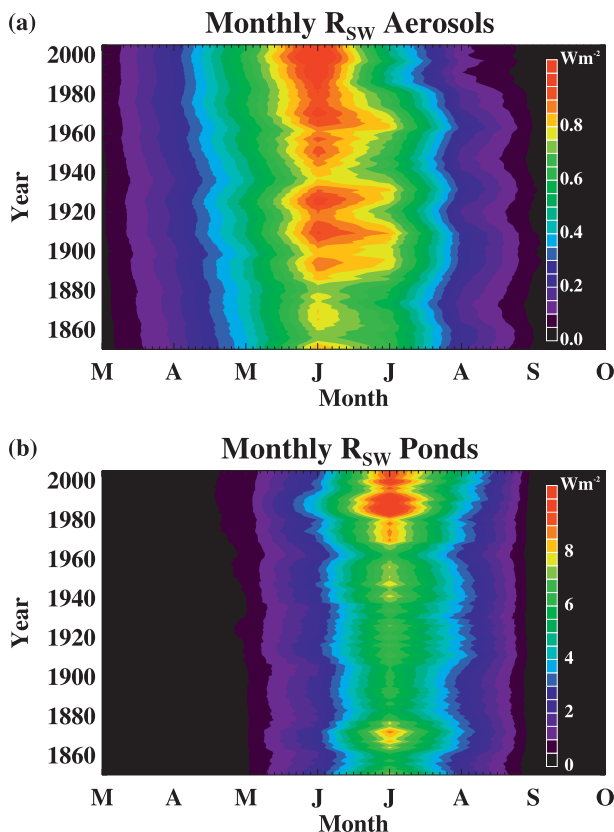 (a) Monthly R_SW Aerosols
Wm⁻²
2000
1980
1960
1940
1920
1900
1880
1860
Year
0.8
0.6
0.4
0.2
0.0
M A M J J A S O
Month
(b) Monthly R_SW Ponds
Wm⁻²
2000
1980
1960
1940
1920
1900
1880
1860
Year
8
6
4
2
0
M A M J J A S O
Month